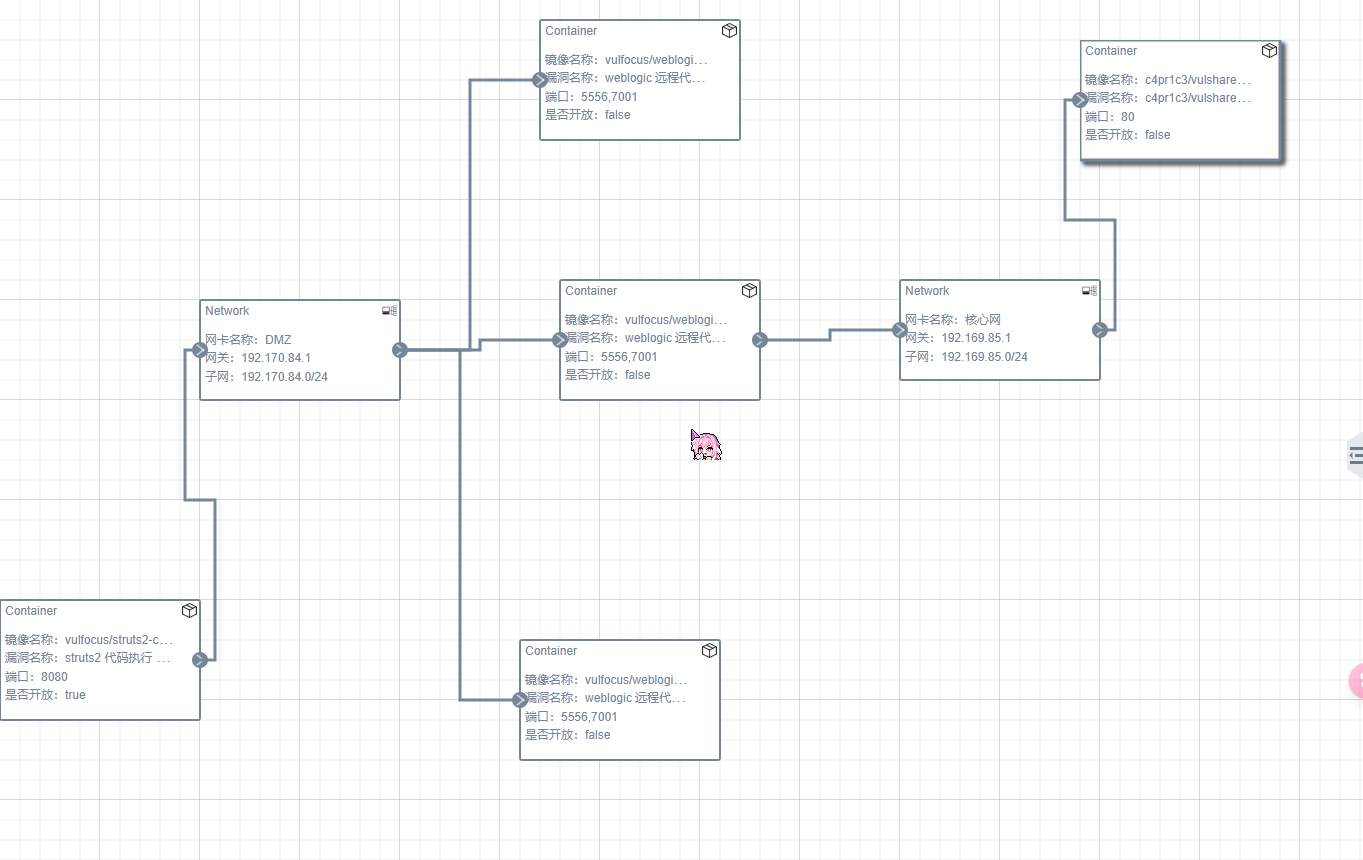 Container
镜像名称：vulfocus/weblogi...
漏洞名称：weblogic 远程代...
端口：5556,7001
是否开放：false
Container
镜像名称：c4pr1c3/vulshare...
漏洞名称：c4pr1c3/vulshare...
端口：80
是否开放：false
Network
网卡名称：DMZ
网关：192.170.84.1
子网：192.170.84.0/24
Container
镜像名称：vulfocus/weblogi...
漏洞名称：weblogic 远程代...
端口：5556,7001
是否开放：false
Network
网卡名称：核心网
网关：192.169.85.1
子网：192.169.85.0/24
Container
镜像名称：vulfocus/struts2-c...
漏洞名称：struts2 代码执行 ...
端口：8080
是否开放：true
Container
镜像名称：vulfocus/weblogi...
漏洞名称：weblogic 远程代...
端口：5556,7001
是否开放：false